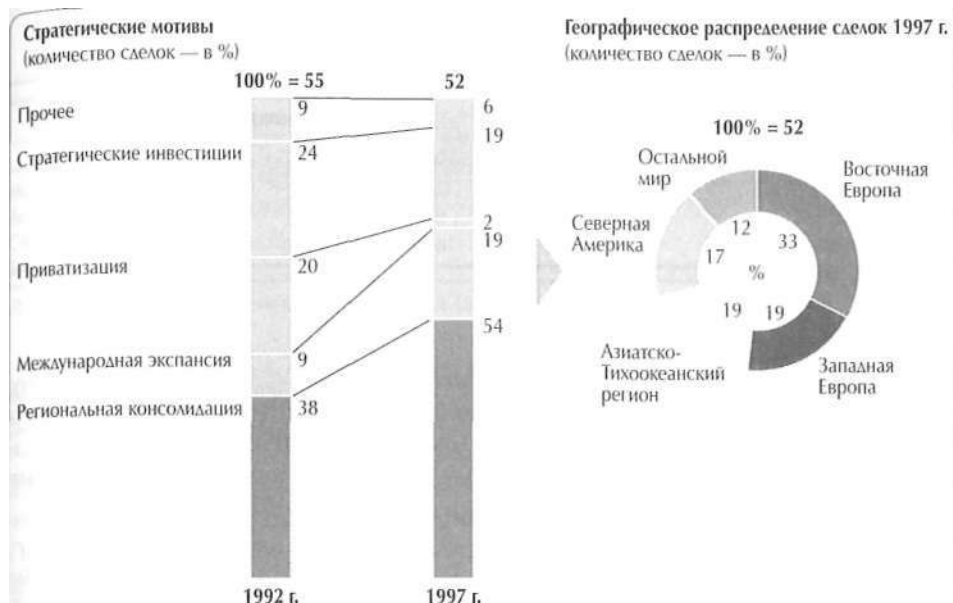 Стратегические мотивы
(количество сделок — в %)
100% = 55
52
Прочее
9
6
Стратегические инвестиции
24
19
Приватизация
20
2
Международная экспансия
9
19
Региональная консолидация
38
54
1992 г.
1997 г.
Географическое распределение сделок 1997 г.
(количество сделок — в %)
100% = 52
Остальной
мир
Восточная
Европа
Северная
Америка
12
33
17
%
19
19
Азиатско-
Тихоокеанский
регион
Западная
Европа